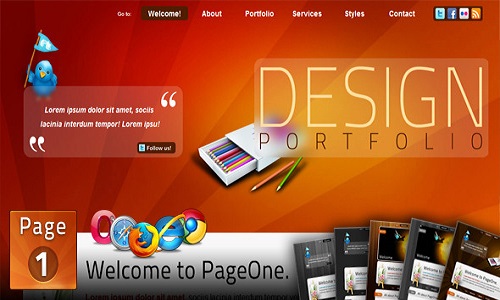 Go to: Welcome! About Portfolio Services Styles Contact
DESIGN
PORTFOLIO
Lorem ipsum dolor sit amet, sociis
lacinia interdum tempor! Lorem ipsu!
Follow us!
Page
1
Welcome to PageOne.